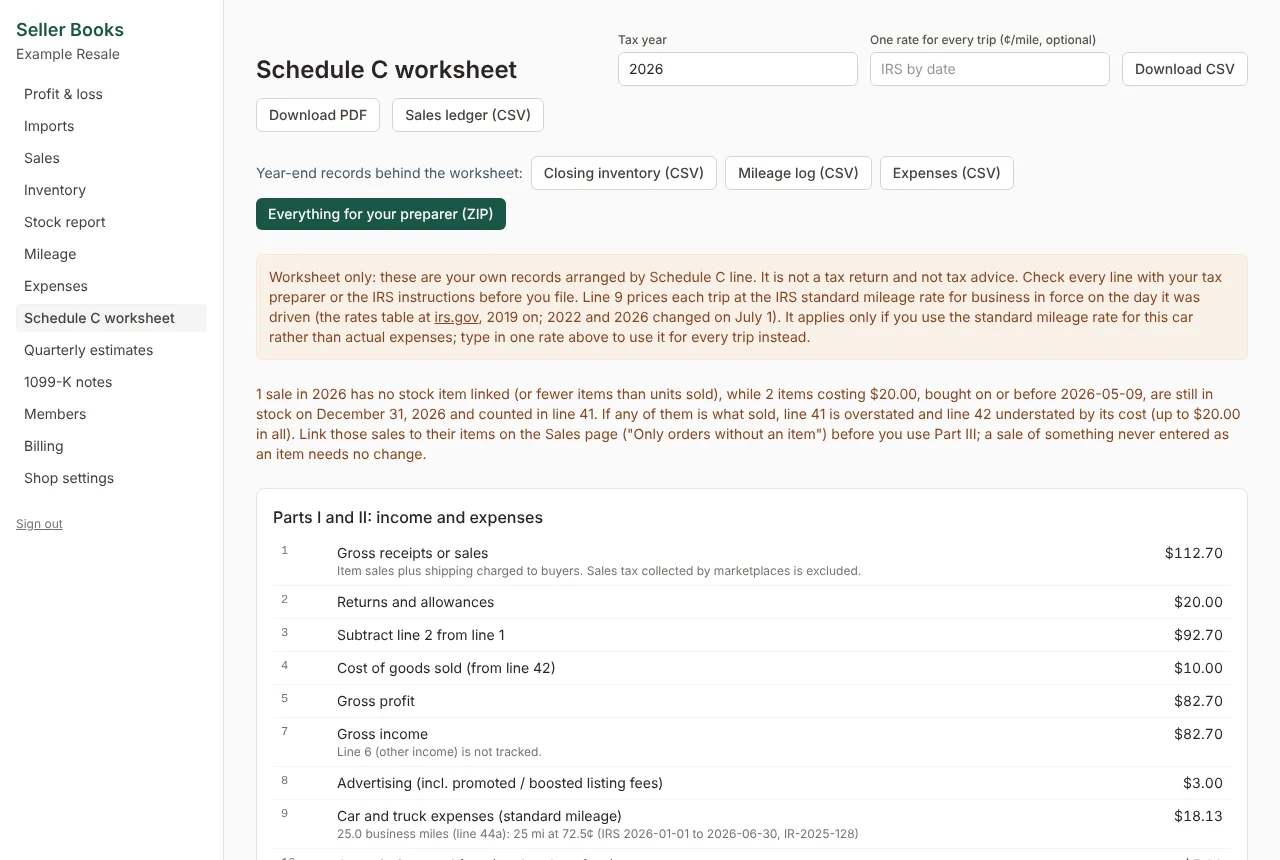 Seller Books
Example Resale
Profit & loss
Imports
Sales
Inventory
Stock report
Mileage
Expenses
Schedule C worksheet
Quarterly estimates
1099-K notes
Members
Billing
Shop settings
Sign out
Schedule C worksheet
Tax year
2026
One rate for every trip (¢/mile, optional)
IRS by date
Download CSV
Download PDF
Sales ledger (CSV)
Year-end records behind the worksheet:
Closing inventory (CSV)
Mileage log (CSV)
Expenses (CSV)
Everything for your preparer (ZIP)
Worksheet only: these are your own records arranged by Schedule C line. It is not a tax return and not tax advice. Check every line with your tax
preparer or the IRS instructions before you file. Line 9 prices each trip at the IRS standard mileage rate for business in force on the day it was
driven (the rates table at irs.gov, 2019 on; 2022 and 2026 changed on July 1). It applies only if you use the standard mileage rate for this car
rather than actual expenses; type in one rate above to use it for every trip instead.
1 sale in 2026 has no stock item linked (or fewer items than units sold), while 2 items costing $20.00, bought on or before 2026-05-09, are still in
stock on December 31, 2026 and counted in line 41. If any of them is what sold, line 41 is overstated and line 42 understated by its cost (up to $20.00
in all). Link those sales to their items on the Sales page ("Only orders without an item") before you use Part III; a sale of something never entered as
an item needs no change.
Parts I and II: income and expenses
1 Gross receipts or sales $112.70
Item sales plus shipping charged to buyers. Sales tax collected by marketplaces is excluded.
2 Returns and allowances $20.00
3 Subtract line 2 from line 1 $92.70
4 Cost of goods sold (from line 42) $10.00
5 Gross profit $82.70
7 Gross income $82.70
Line 6 (other income) is not tracked.
8 Advertising (incl. promoted / boosted listing fees) $3.00
9 Car and truck expenses (standard mileage) $18.13
25.0 business miles (line 44a): 25 mi at 72.5¢ (IRS 2026-01-01 to 2026-06-30, IR-2025-128)